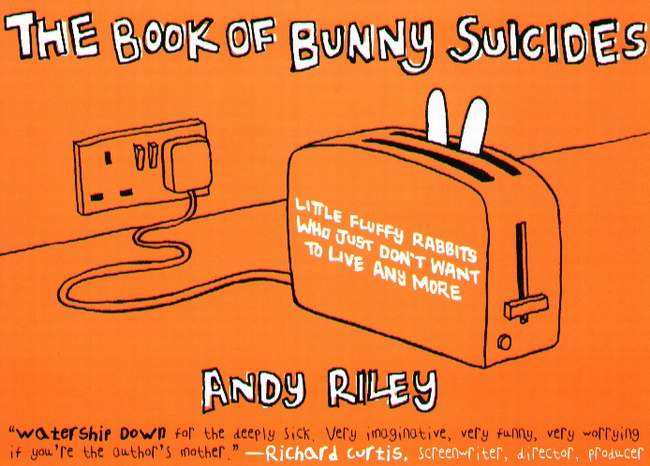 THE BOOK OF BUNNY SUICIDES
LITTLE FLUFFY RABBITS
WHO JUST DON'T WANT
TO LIVE ANY MORE
ANDY RILEY
"Watership Down for the deeply sick. Very imaginative, very funny, very worrying
if you're the author's mother." —Richard Curtis, screenwriter, director, producer